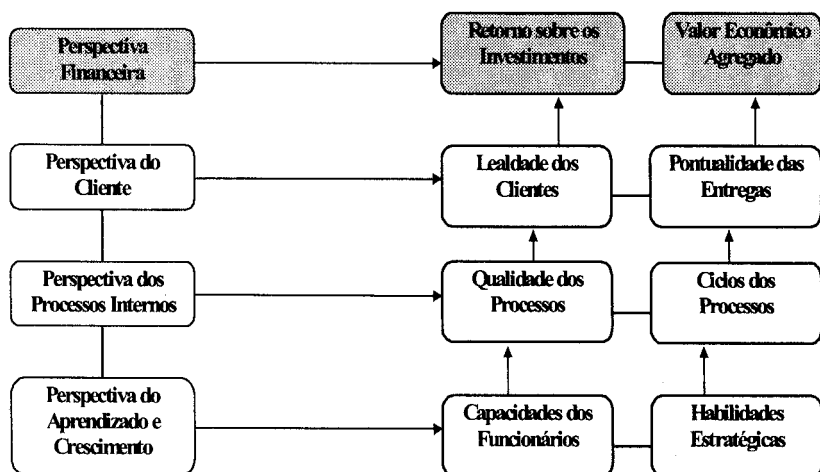 Perspectiva
Financeira
Retorno sobre os
Investimentos
Valor Econômico
Agregado
Perspectiva do
Cliente
Lealdade dos
Clientes
Pontualidade das
Entregas
Perspectiva dos
Processos Internos
Qualidade dos
Processos
Ciclos dos
Processos
Perspectiva do
Aprendizado e
Crescimento
Capacidades dos
Funcionários
Habilidades
Estratégicas